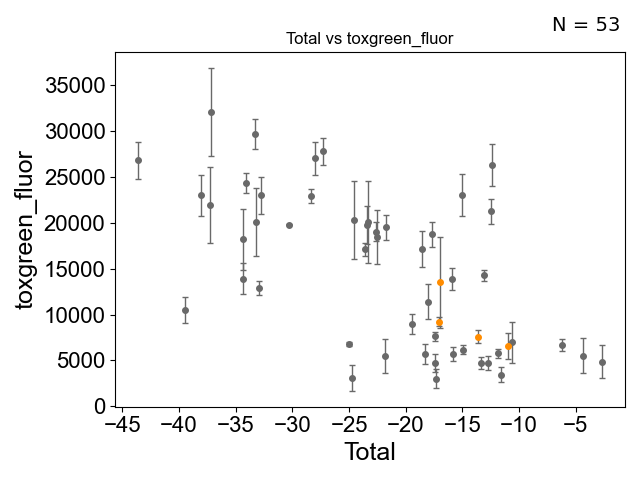 N = 53
Total vs toxgreen_fluor
toxgreen_fluor
35000
30000
25000
20000
15000
10000
5000
0
−45 −40 −35 −30 −25 −20 −15 −10 −5
Total